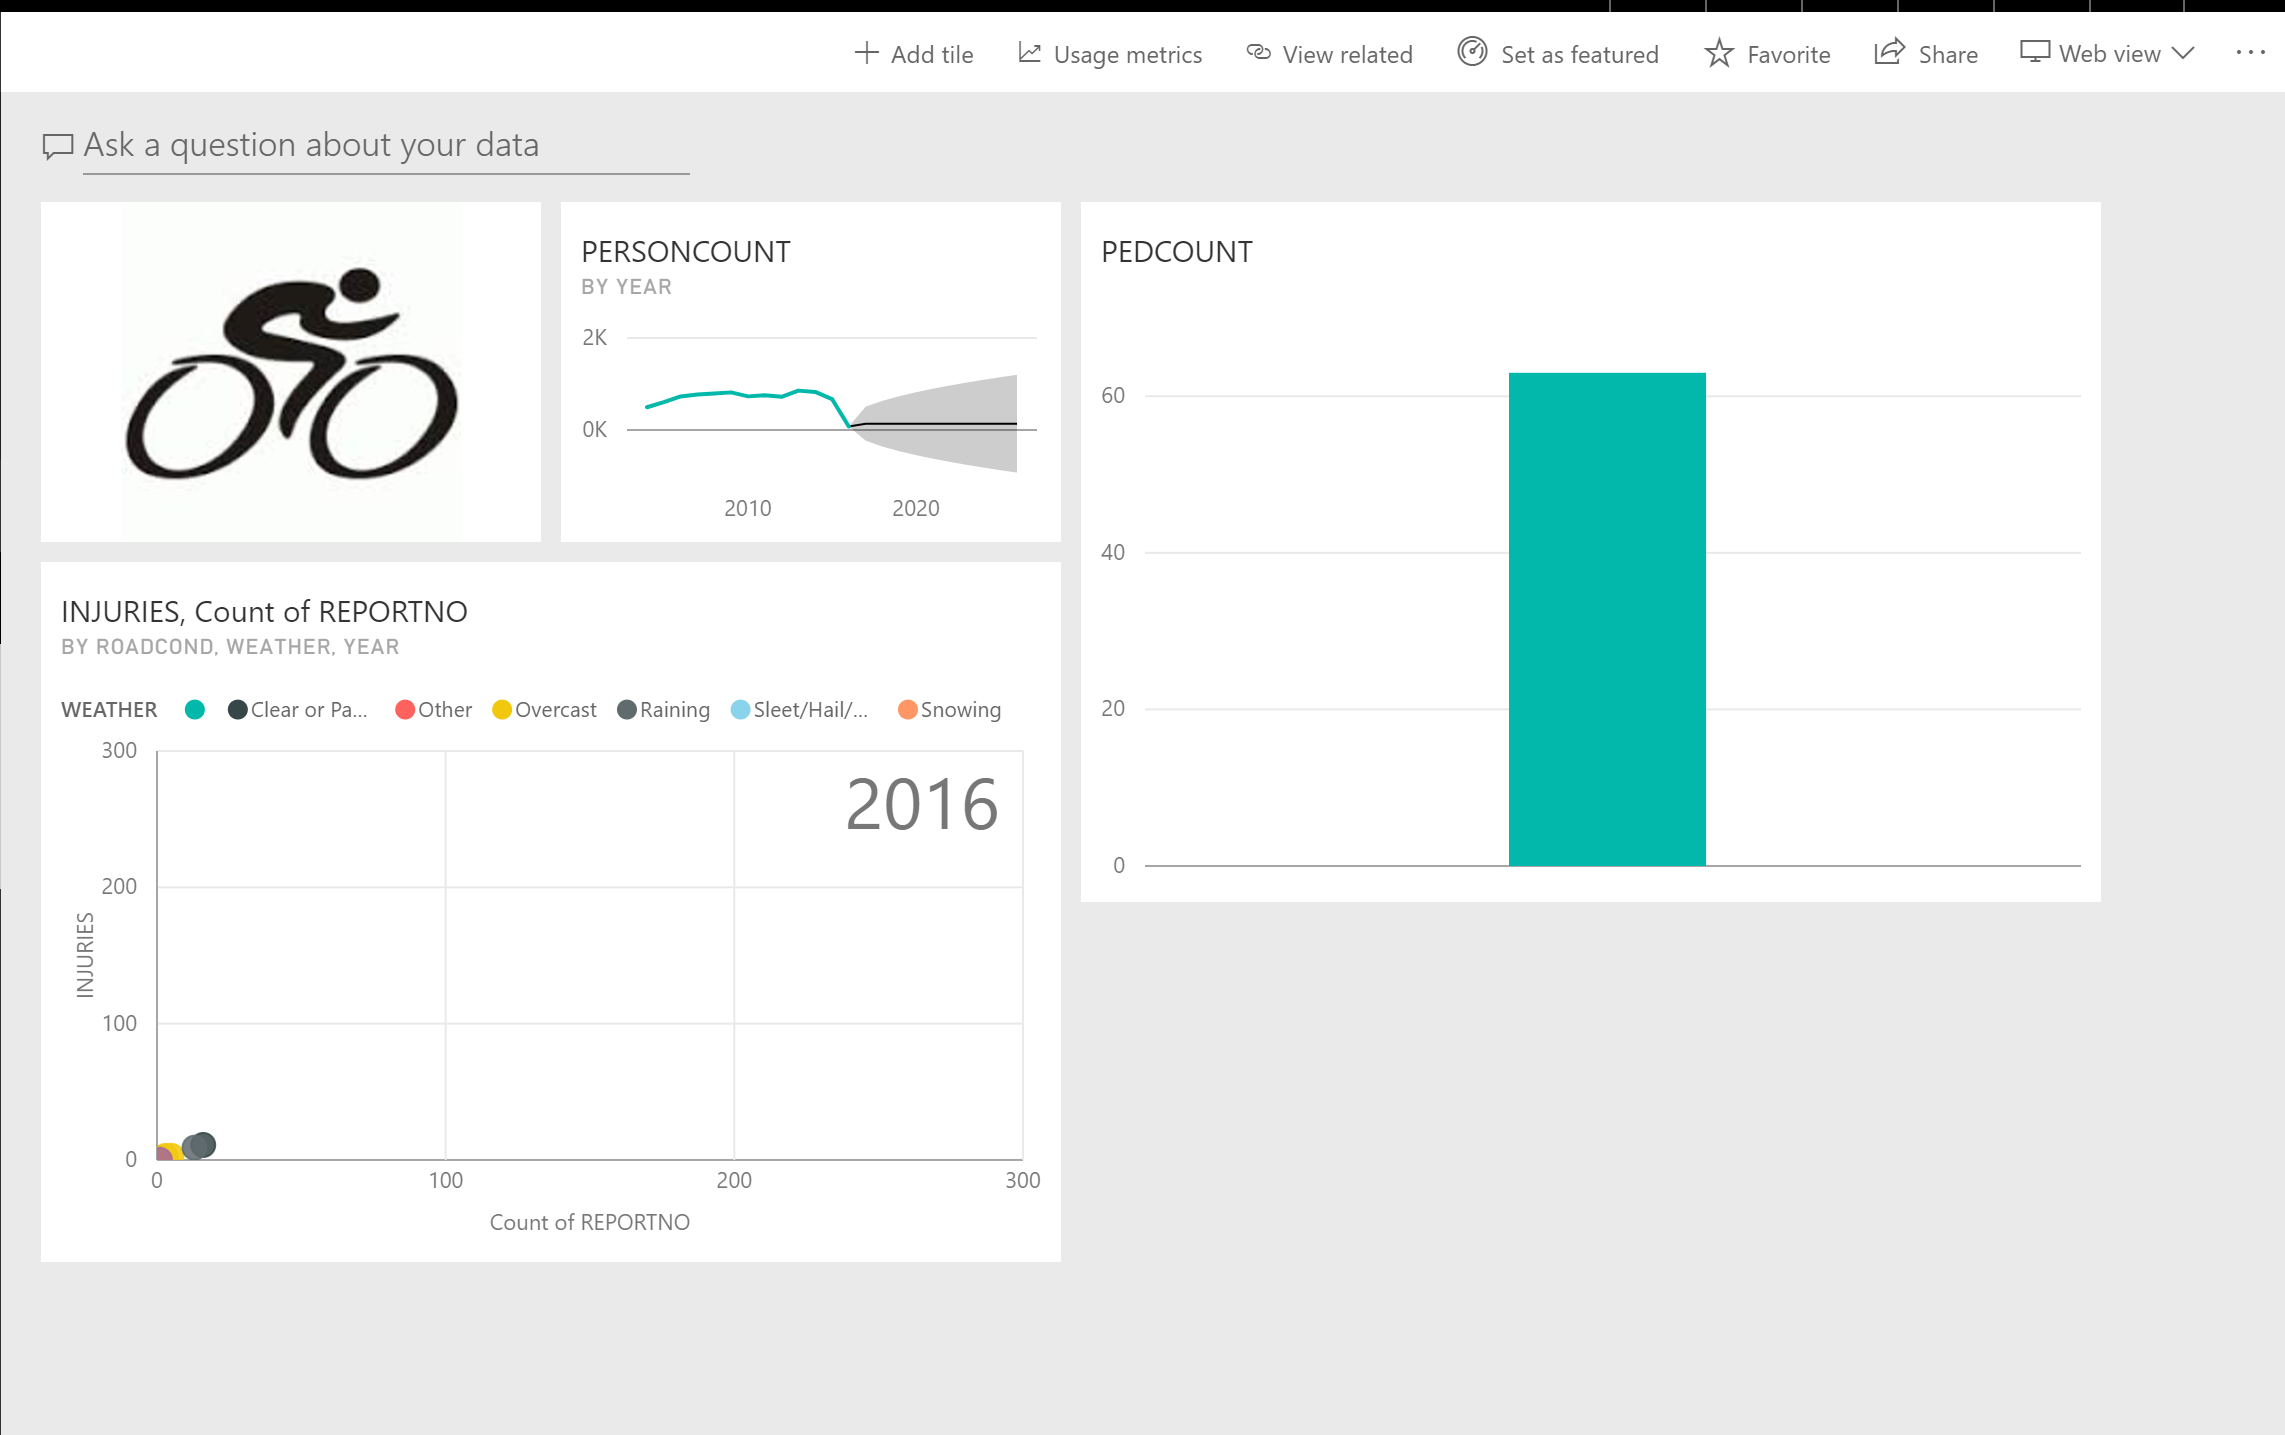 Add tile Usage metrics View related Set as featured Favorite Share Web view ...
Ask a question about your data
PERSONCOUNT
BY YEAR
2K
0K
2010 2020
PEDCOUNT
60
40
20
0
INJURIES, Count of REPORTNO
BY ROADCOND, WEATHER, YEAR
WEATHER Clear or Pa... Other Overcast Raining Sleet/Hail/... Snowing
2016
INJURIES
300
200
100
0
0 100 200 300
Count of REPORTNO